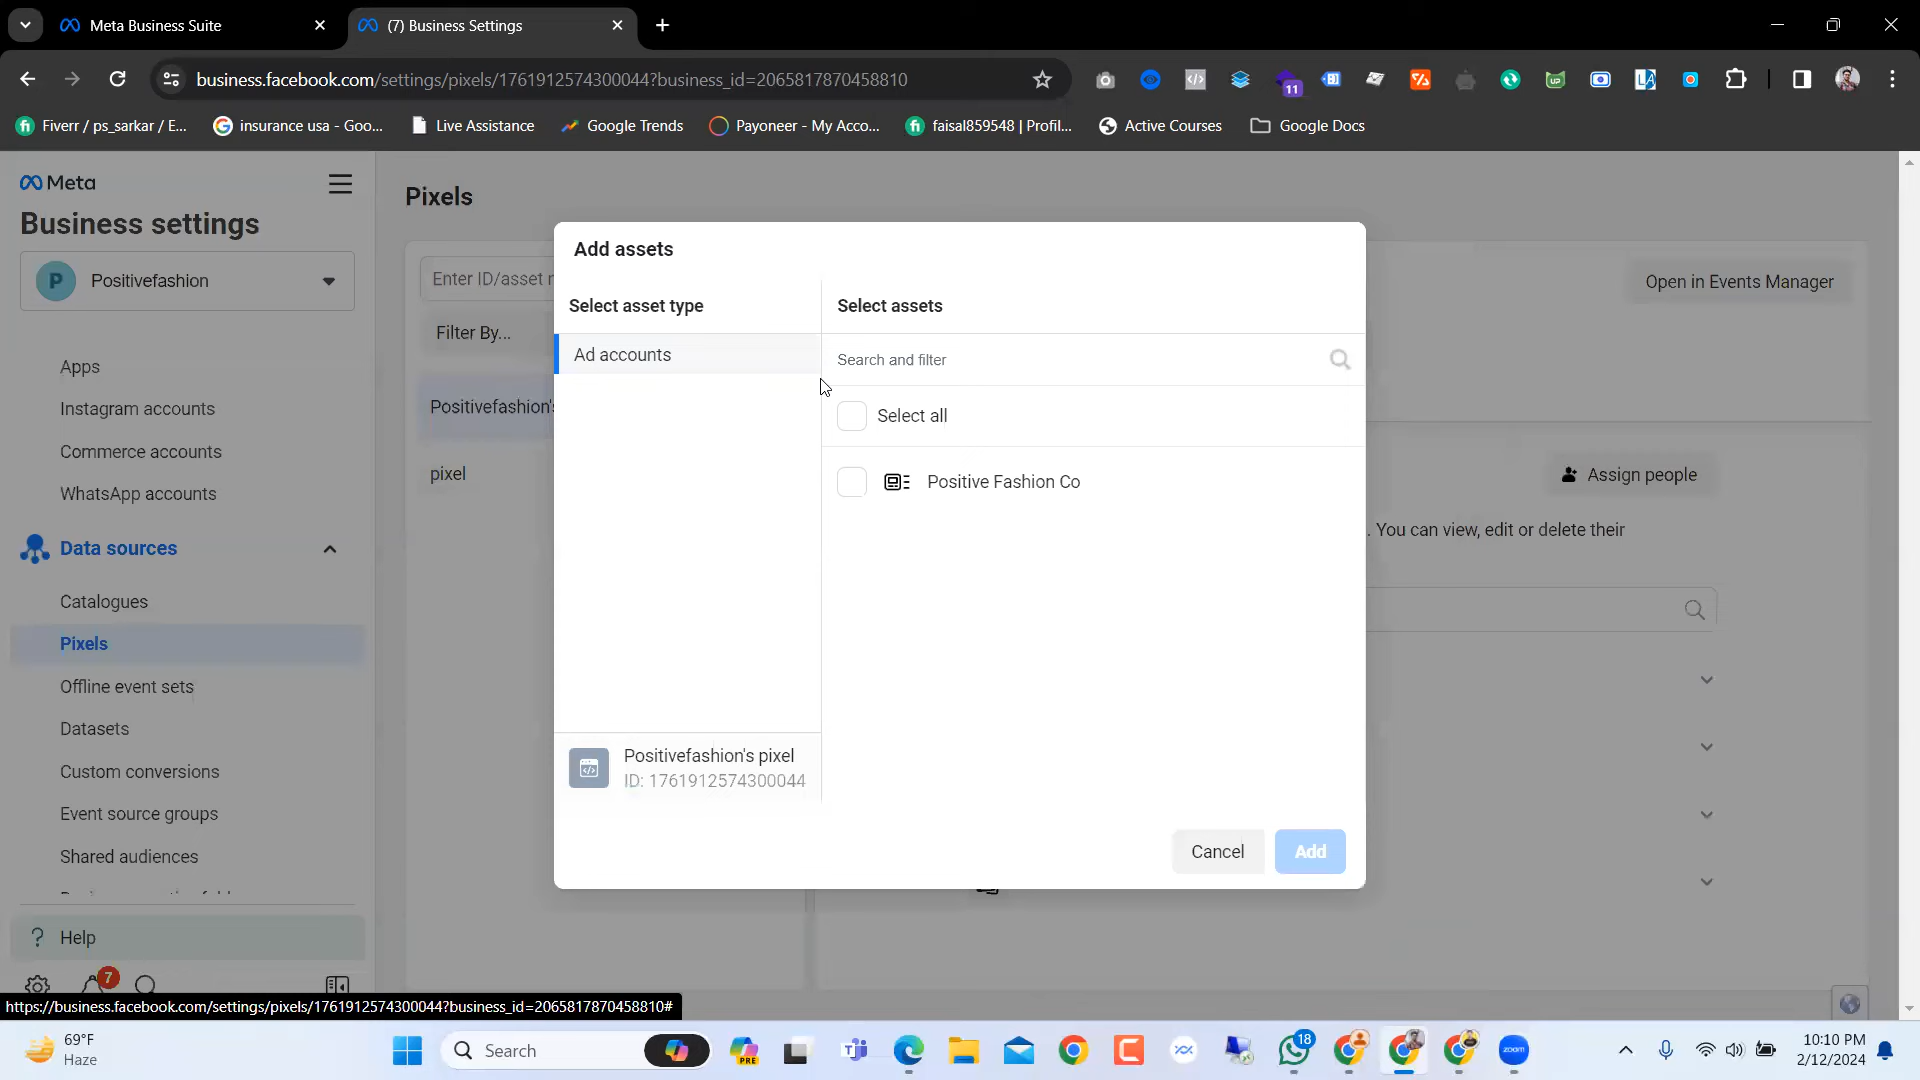 Meta Business Suite
(7) Business Settings
business.facebook.com/settings/pixels/1761912574300044?business_id=2065817870458810
11
Fiverr / ps_sarkar / E...
insurance usa - Goo...
Live Assistance
Google Trends
Payoneer - My Acco...
faisal859548 | Profil...
Active Courses
Google Docs
Meta
Business settings
P
Positivefashion
Apps
Instagram accounts
Commerce accounts
WhatsApp accounts
Data sources
Catalogues
Pixels
Offline event sets
Datasets
Custom conversions
Event source groups
Shared audiences
? Help
7
Pixels
Enter ID/asset
Filter By...
Positivefashion's
pixel
Open in Events Manager
Assign people
. You can view, edit or delete their
Add assets
Select asset type
Ad accounts
Positivefashion's pixel
ID: 1761912574300044
Select assets
Search and filter
Select all
Positive Fashion Co
Cancel
Add
https://business.facebook.com/settings/pixels/1761912574300044?business_id=2065817870458810#
69°F
Haze
Search
PRE
18
zoom
10:10 PM
2/12/2024